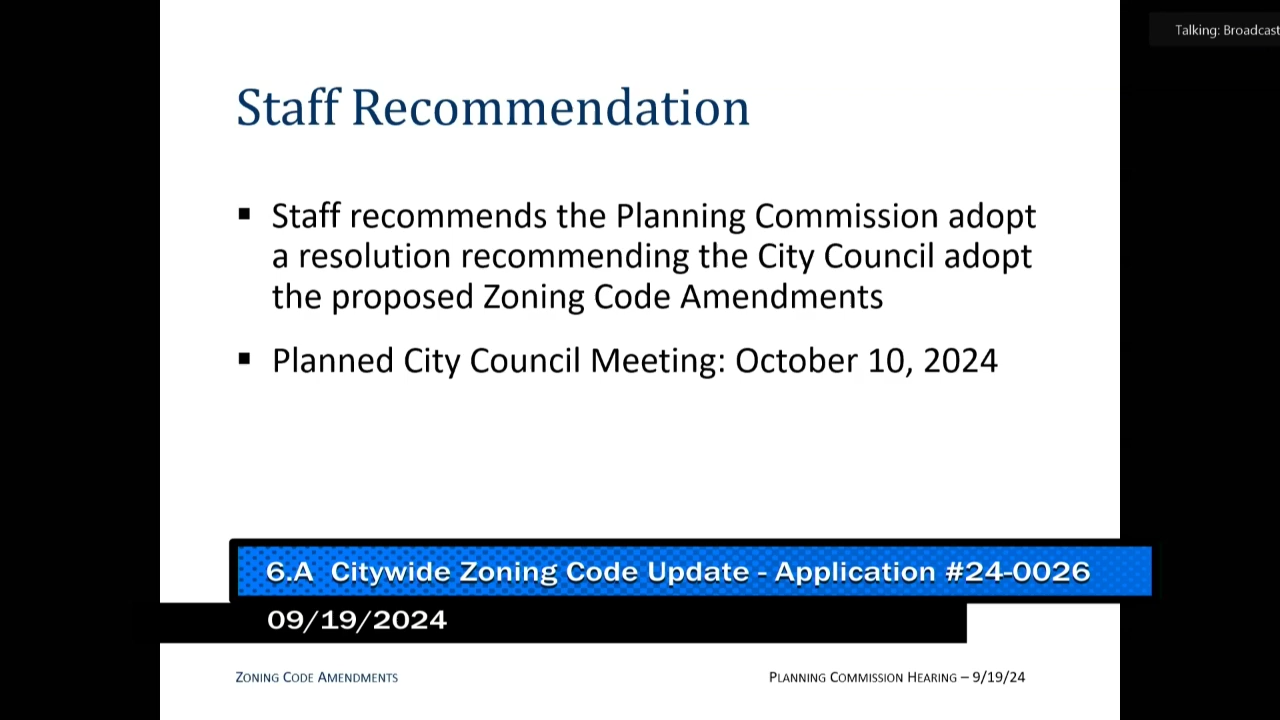 Talking: Broadcast
Staff Recommendation
▪ Staff recommends the Planning Commission adopt
a resolution recommending the City Council adopt
the proposed Zoning Code Amendments
▪ Planned City Council Meeting: October 10, 2024
6.A Citywide Zoning Code Update - Application #24-0026
09/19/2024
ZONING CODE AMENDMENTS
PLANNING COMMISSION HEARING – 9/19/24